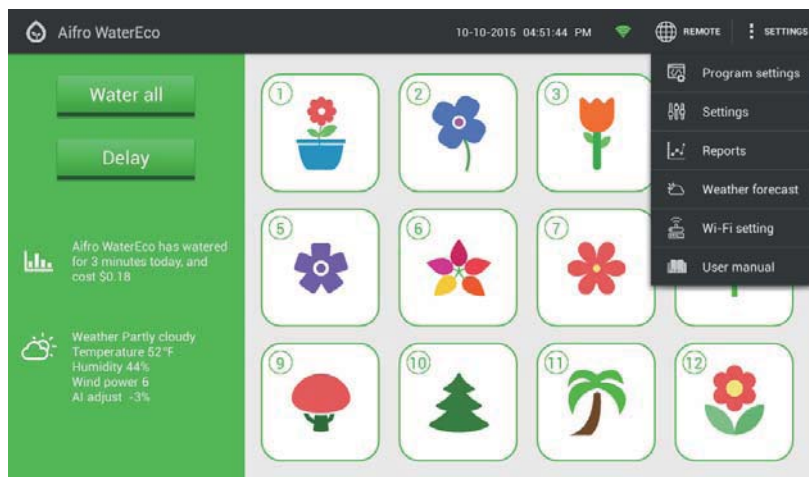 Aifro WaterEco
10-10-2015 04:51:44 PM
REMOTE
SETTINGS
Water all
Delay
Aifro WaterEco has watered
for 3 minutes today, and
cost $0.18
Weather Partly cloudy
Temperature 52°F
Humidity 44%
Wind power 6
AI adjust -3%
1
2
3
5
6
7
9
10
11
12
Program settings
Settings
Reports
Weather forecast
Wi-Fi setting
User manual